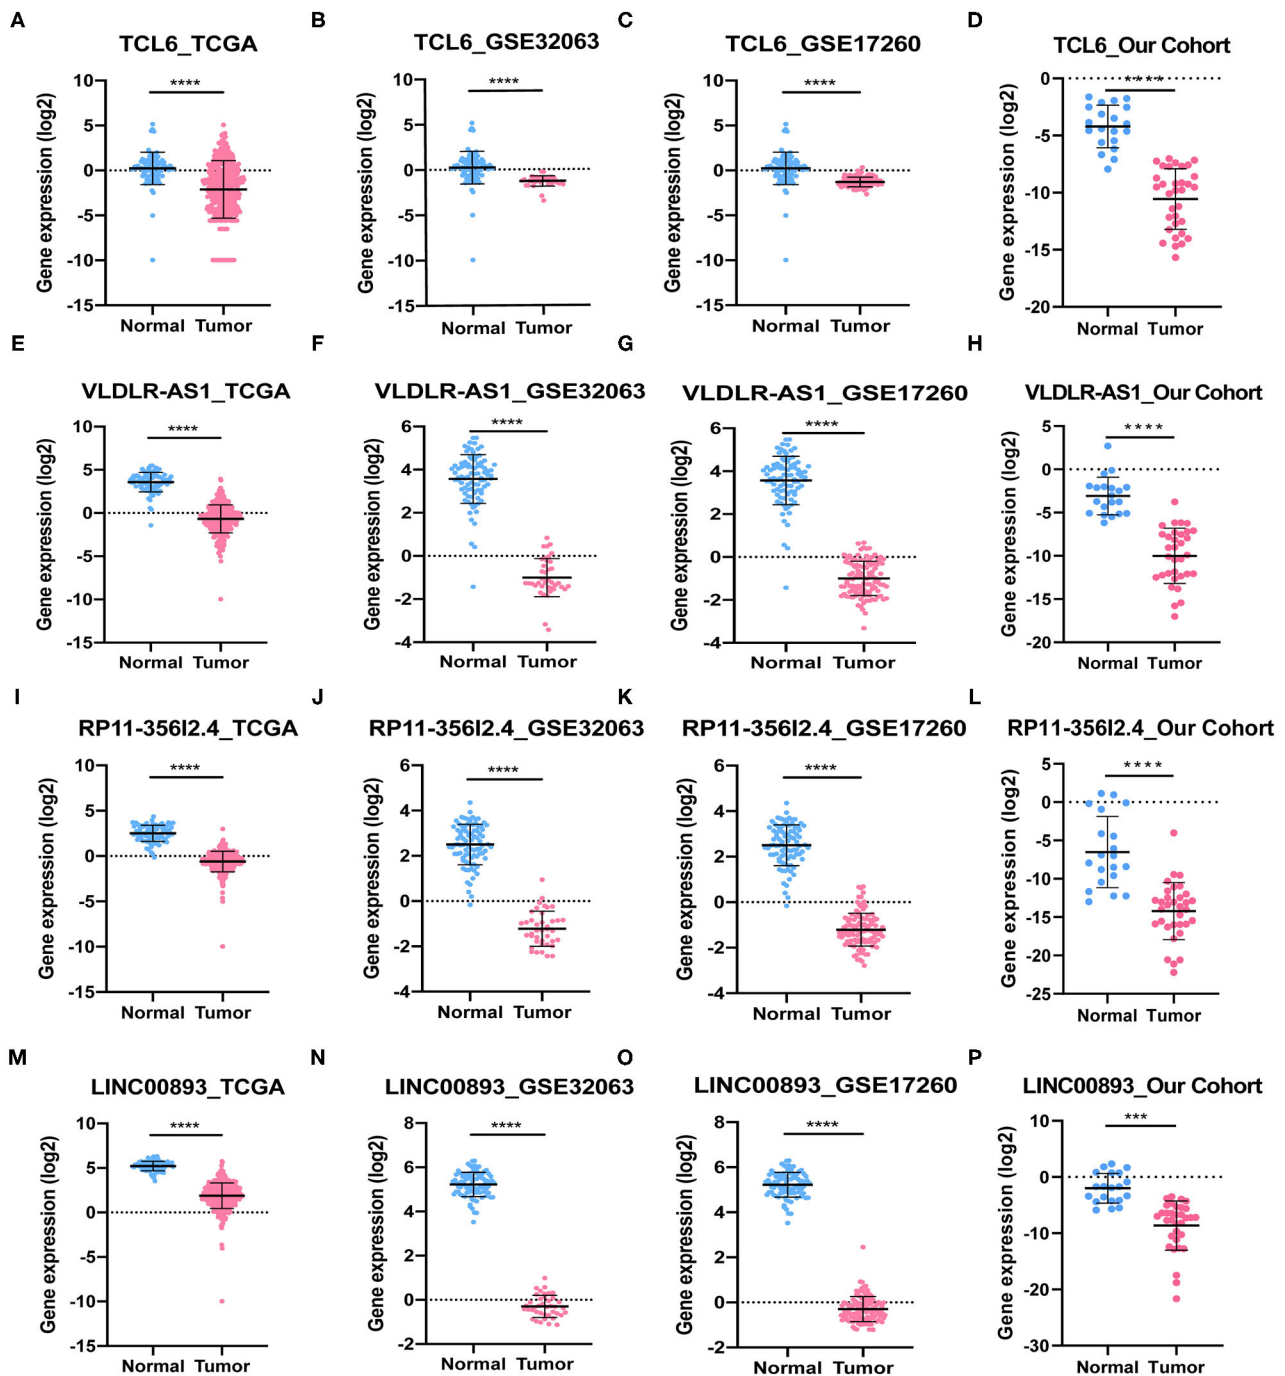 A
TCL6_TCGA
Gene expression (log2)
10
5
0
-5
-10
-15
****
Normal Tumor
B
TCL6_GSE32063
Gene expression (log2)
10
5
0
-5
-10
-15
****
Normal Tumor
C
TCL6_GSE17260
Gene expression (log2)
10
5
0
-5
-10
-15
****
Normal Tumor
D
TCL6_Our Cohort
Gene expression (log2)
0
-5
-10
-15
-20
****
Normal Tumor
E
VLDLR-AS1_TCGA
Gene expression (log2)
10
5
0
-5
-10
-15
****
Normal Tumor
F
VLDLR-AS1_GSE32063
Gene expression (log2)
6
4
2
0
-2
-4
****
Normal Tumor
G
VLDLR-AS1_GSE17260
Gene expression (log2)
6
4
2
0
-2
-4
****
Normal Tumor
H
VLDLR-AS1_Our Cohort
Gene expression (log2)
5
0
-5
-10
-15
-20
****
Normal Tumor
I
RP11-356I2.4_TCGA
Gene expression (log2)
10
5
0
-5
-10
-15
****
Normal Tumor
J
RP11-356I2.4_GSE32063
Gene expression (log2)
6
4
2
0
-2
-4
****
Normal Tumor
K
RP11-356I2.4_GSE17260
Gene expression (log2)
6
4
2
0
-2
-4
****
Normal Tumor
L
RP11-356I2.4_Our Cohort
Gene expression (log2)
5
0
-5
-10
-15
-20
-25
****
Normal Tumor
M
LINC00893_TCGA
Gene expression (log2)
10
5
0
-5
-10
-15
****
Normal Tumor
N
LINC00893_GSE32063
Gene expression (log2)
8
6
4
2
0
-2
****
Normal Tumor
O
LINC00893_GSE17260
Gene expression (log2)
8
6
4
2
0
-2
****
Normal Tumor
P
LINC00893_Our Cohort
Gene expression (log2)
10
0
-10
-20
-30
***
Normal Tumor